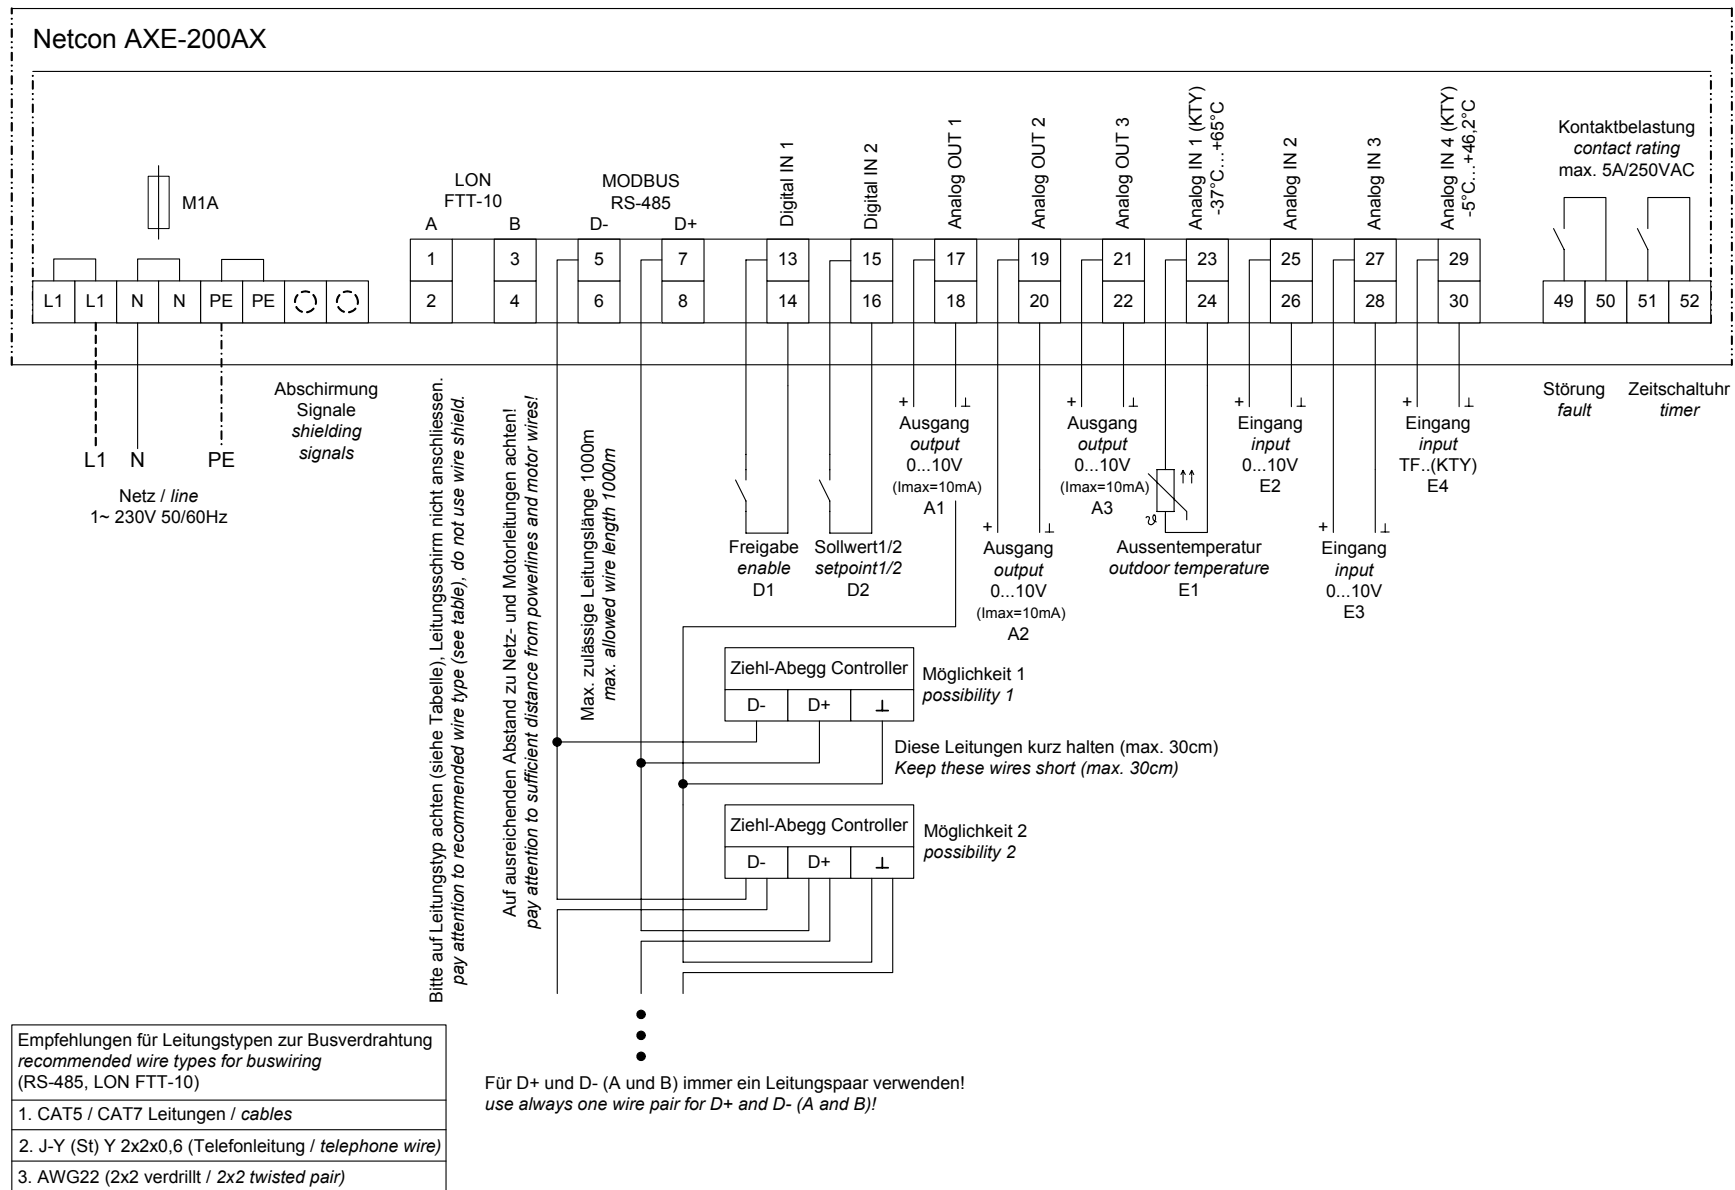 Netcon AXE-200AX
M1A
LON
FTT-10
A
B
MODBUS
RS-485
D-
D+
Digital IN 1
Digital IN 2
Analog OUT 1
Analog OUT 2
Analog OUT 3
Analog IN 1 (KTY)
-37°C...+65°C
Analog IN 2
Analog IN 3
Analog IN 4 (KTY)
-5°C...+46,2°C
Kontaktbelastung
contact rating
max. 5A/250VAC
1 3 5 7 13 15 17 19 21 23 25 27 29
L1 L1 N N PE PE
2 4 6 8 14 16 18 20 22 24 26 28 30 49 50 51 52
L1 N PE
Netz / line
1~ 230V 50/60Hz
Abschirmung
Signale
shielding
signals
Bitte auf Leitungstyp achten (siehe Tabelle), Leitungsschirm nicht anschliessen.
pay attention to recommended wire type (see table), do not use wire shield.
Auf ausreichenden Abstand zu Netz- und Motorleitungen achten!
pay attention to sufficient distance from powerlines and motor wires!
Max. zulässige Leitungslänge 1000m
max. allowed wire length 1000m
Freigabe
enable
D1
Sollwert1/2
setpoint1/2
D2
+ ⊥
Ausgang
output
0...10V
(Imax=10mA)
A1
+ ⊥
Ausgang
output
0...10V
(Imax=10mA)
A2
+ ⊥
Ausgang
output
0...10V
(Imax=10mA)
A3
ϑ
Aussentemperatur
outdoor temperature
E1
+ ⊥
Eingang
input
0...10V
E2
+ ⊥
Eingang
input
0...10V
E3
+ ⊥
Eingang
input
TF..(KTY)
E4
Störung
fault
Zeitschaltuhr
timer
Ziehl-Abegg Controller
D- D+ ⊥
Möglichkeit 1
possibility 1
Diese Leitungen kurz halten (max. 30cm)
Keep these wires short (max. 30cm)
Ziehl-Abegg Controller
D- D+ ⊥
Möglichkeit 2
possibility 2
Für D+ und D- (A und B) immer ein Leitungspaar verwenden!
use always one wire pair for D+ and D- (A and B)!
Empfehlungen für Leitungstypen zur Busverdrahtung
recommended wire types for buswiring
(RS-485, LON FTT-10)
1. CAT5 / CAT7 Leitungen / cables
2. J-Y (St) Y 2x2x0,6 (Telefonleitung / telephone wire)
3. AWG22 (2x2 verdrillt / 2x2 twisted pair)